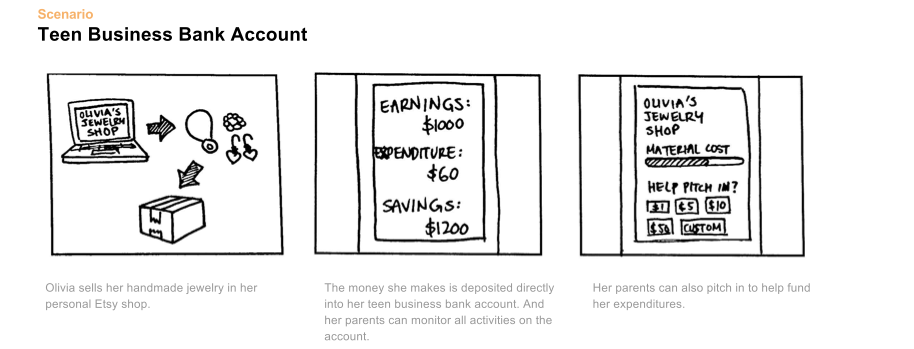 Scenario
Teen Business Bank Account
OLIVIA'S
JEWELRY
SHOP
EARNINGS:
$1000
EXPENDITURE:
$60
SAVINGS:
$1200
OLIVIA'S
JEWELRY
SHOP
MATERIAL COST
HELP PITCH IN?
$1 $5 $10
$50 CUSTOM
Olivia sells her handmade jewelry in her
personal Etsy shop.
The money she makes is deposited directly
into her teen business bank account. And
her parents can monitor all activities on the
account.
Her parents can also pitch in to help fund
her expenditures.